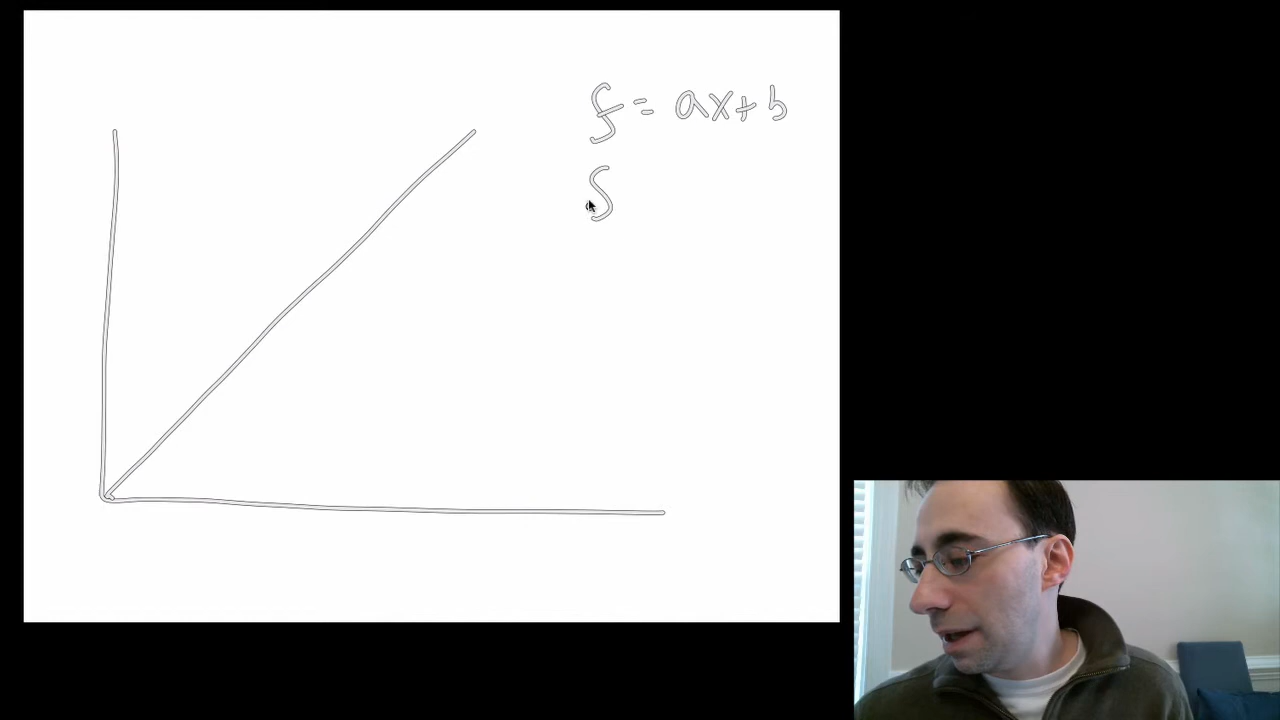 f = ax+b
S